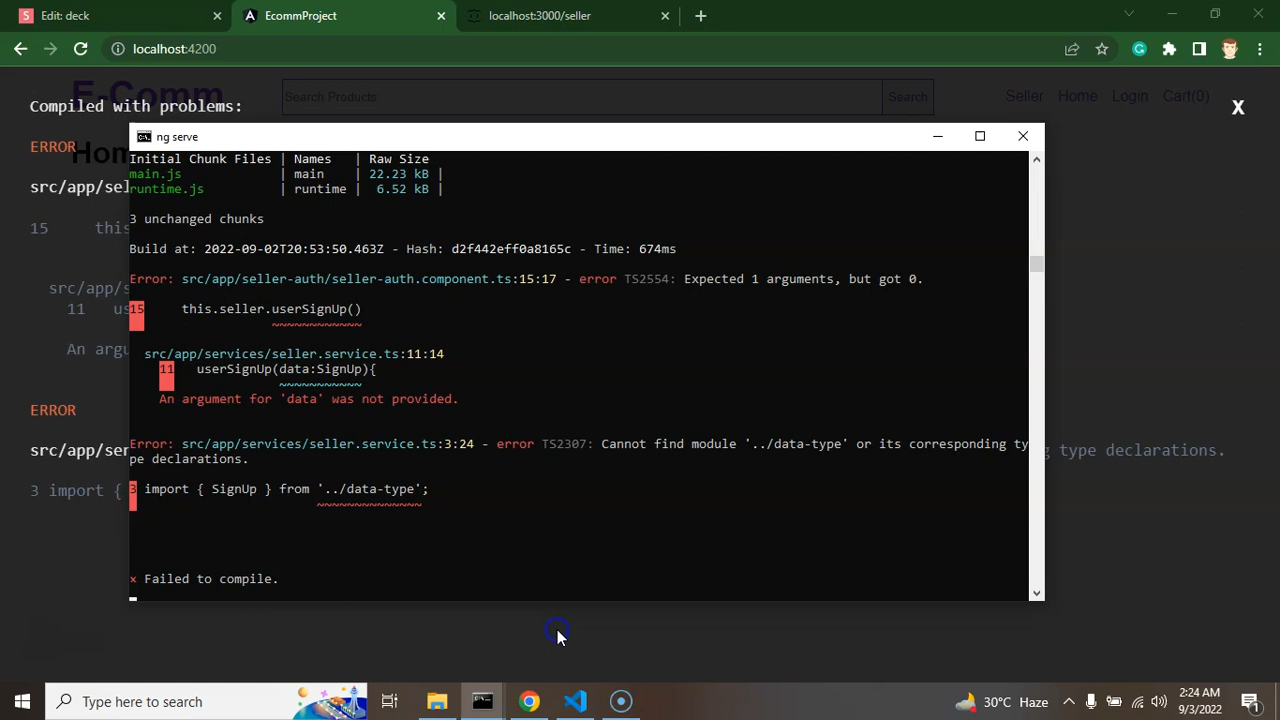 Edit: deck
EcommProject
localhost:3000/seller
localhost:4200
E-Comm
Search Products
Search
Seller Home Login Cart(0)
Compiled with problems:
X
ERROR
Hom
src/app/sel
15 this
src/app/s
11 us
An argu
ERROR
src/app/ser
ng type declarations.
3 import {
ng serve
Initial Chunk Files | Names | Raw Size
main.js | main | 22.23 kB |
runtime.js | runtime | 6.52 kB |
3 unchanged chunks
Build at: 2022-09-02T20:53:50.463Z - Hash: d2f442eff0a8165c - Time: 674ms
Error: src/app/seller-auth/seller-auth.component.ts:15:17 - error TS2554: Expected 1 arguments, but got 0.
15 this.seller.userSignUp()
~~~~~~~~~~~~
src/app/services/seller.service.ts:11:14
11 userSignUp(data:SignUp){
~~~~~~~~~~~
An argument for 'data' was not provided.
Error: src/app/services/seller.service.ts:3:24 - error TS2307: Cannot find module '../data-type' or its corresponding ty
pe declarations.
3 import { SignUp } from '../data-type';
~~~~~~~~~~~~~~
× Failed to compile.
Type here to search
30°C Haze
2:24 AM
9/3/2022
1